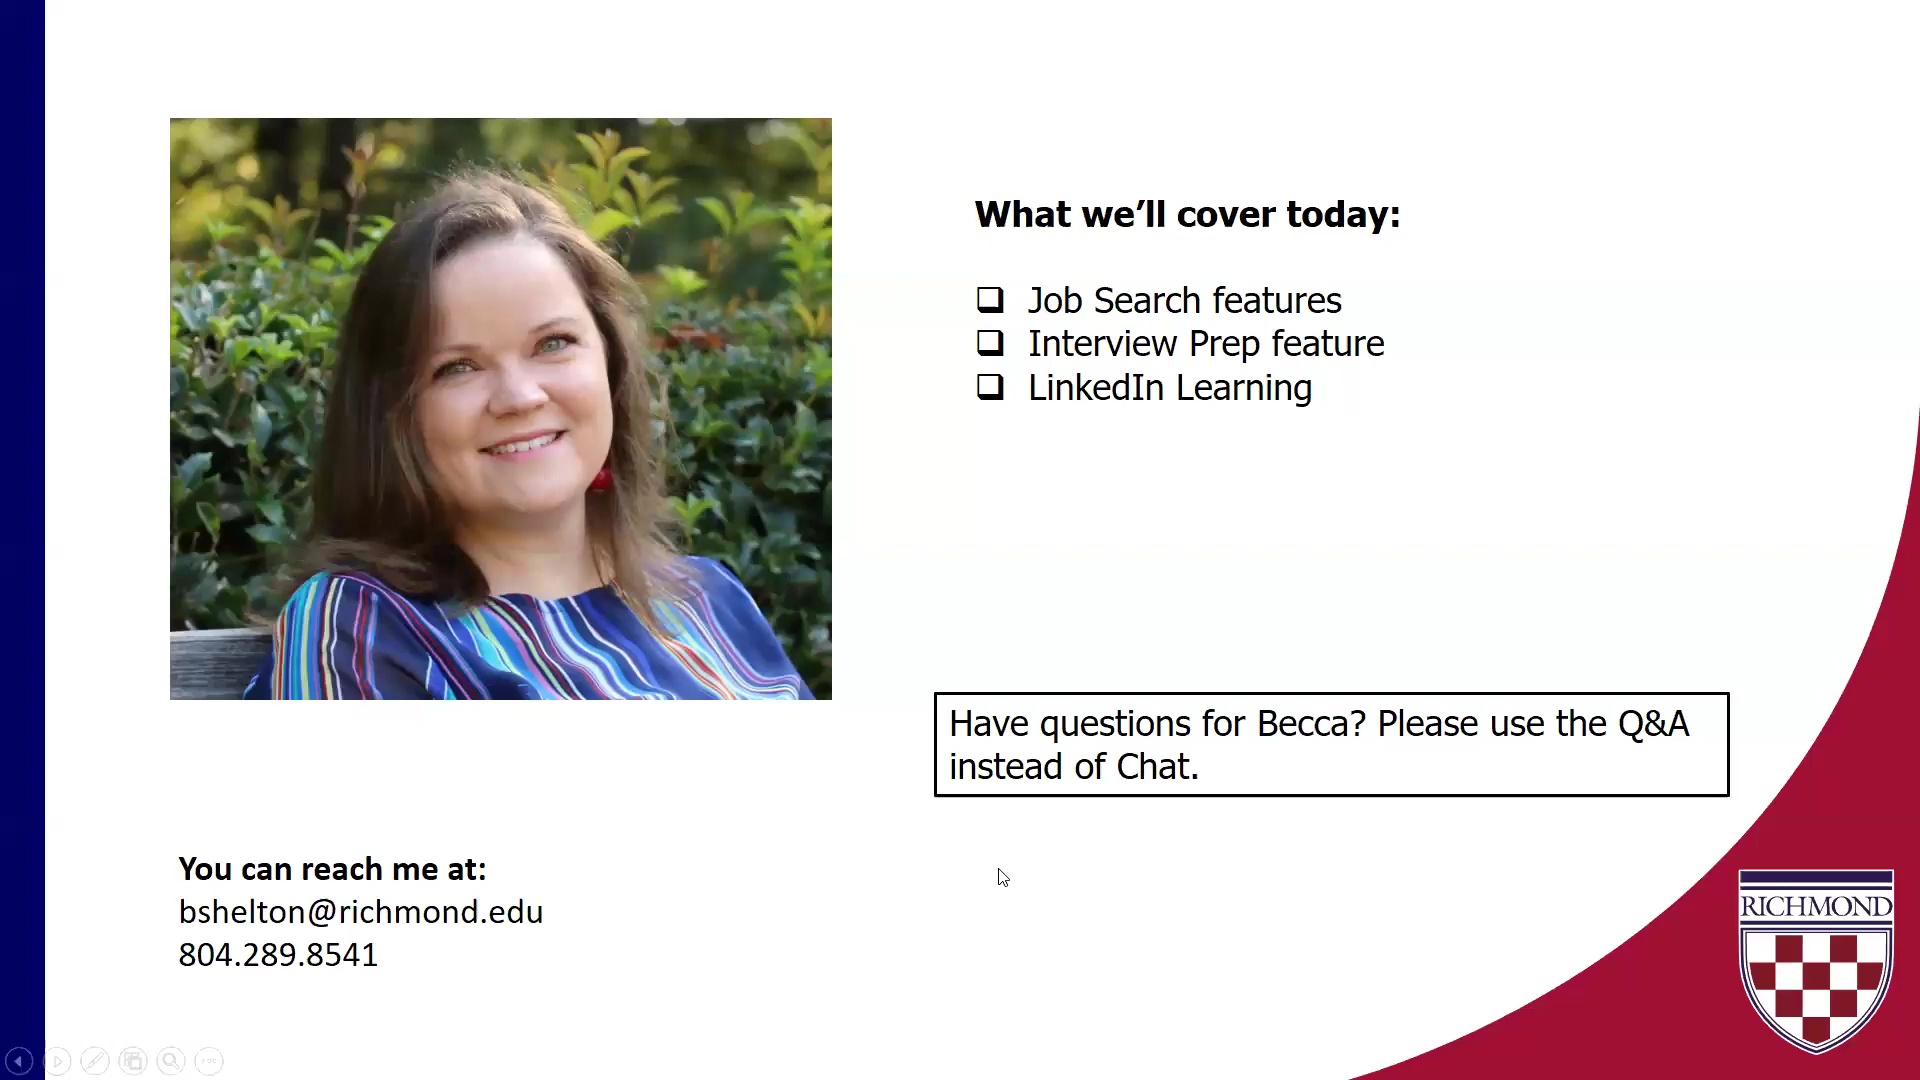 What we’ll cover today:
Job Search features
Interview Prep feature
LinkedIn Learning
Have questions for Becca? Please use the Q&A
instead of Chat.
You can reach me at:
bshelton@richmond.edu
804.289.8541
RICHMOND